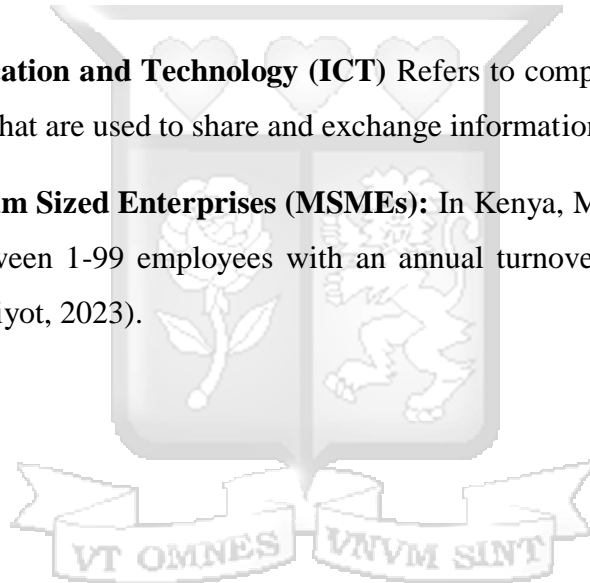 cation and Technology (ICT) Refers to comp
hat are used to share and exchange information
m Sized Enterprises (MSMEs): In Kenya, M
ween 1-99 employees with an annual turnove
iyot, 2023).
VT OMNES VNVM SINT